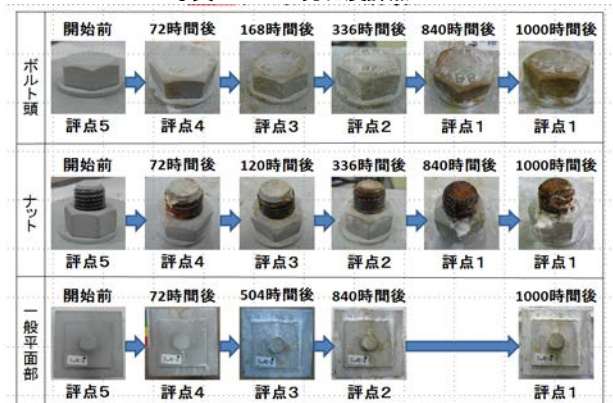 ボルト頭
開始前 72時間後 168時間後 336時間後 840時間後 1000時間後
評点5 評点4 評点3 評点2 評点1 評点1
ナット
開始前 72時間後 120時間後 336時間後 840時間後 1000時間後
評点5 評点4 評点3 評点2 評点1 評点1
一般平面部
開始前 72時間後 504時間後 840時間後 1000時間後
評点5 評点4 評点3 評点2 評点1